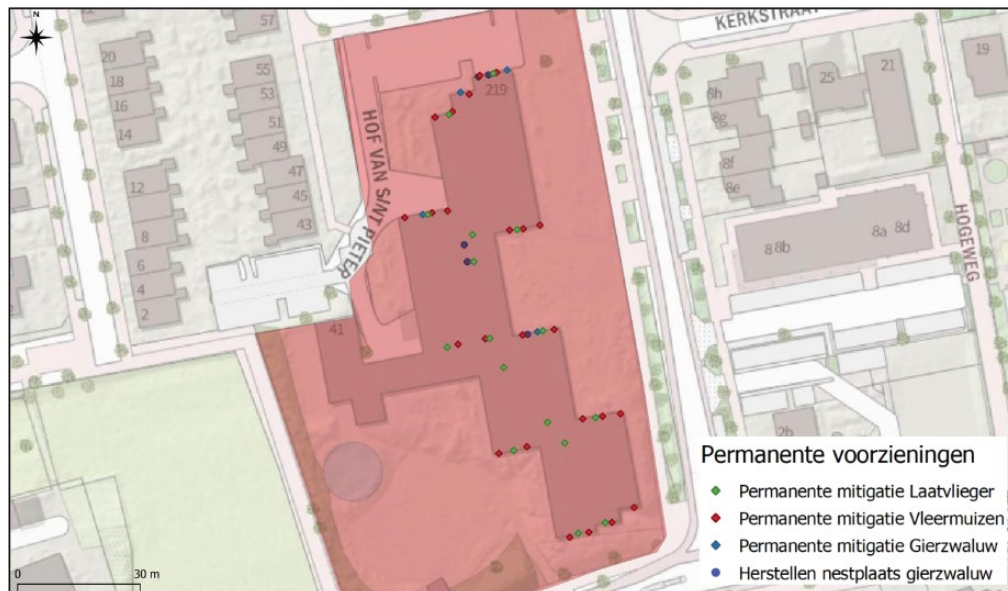 N
KERKSTRAAT
57
55
53
51
49
47
45
43
20
18
16
14
12
8
6
4
2
HOF VAN SINT PIETER
219
41
19
21
25
8h
8g
8f
8e
8
8b
8a
8d
HOGEWEG
2b
0
30 m
Permanente voorzieningen
Permanente mitigatie Laatvlieger
Permanente mitigatie Vleermuizen
Permanente mitigatie Gierzwaluw
Herstellen nestplaats gierzwaluw